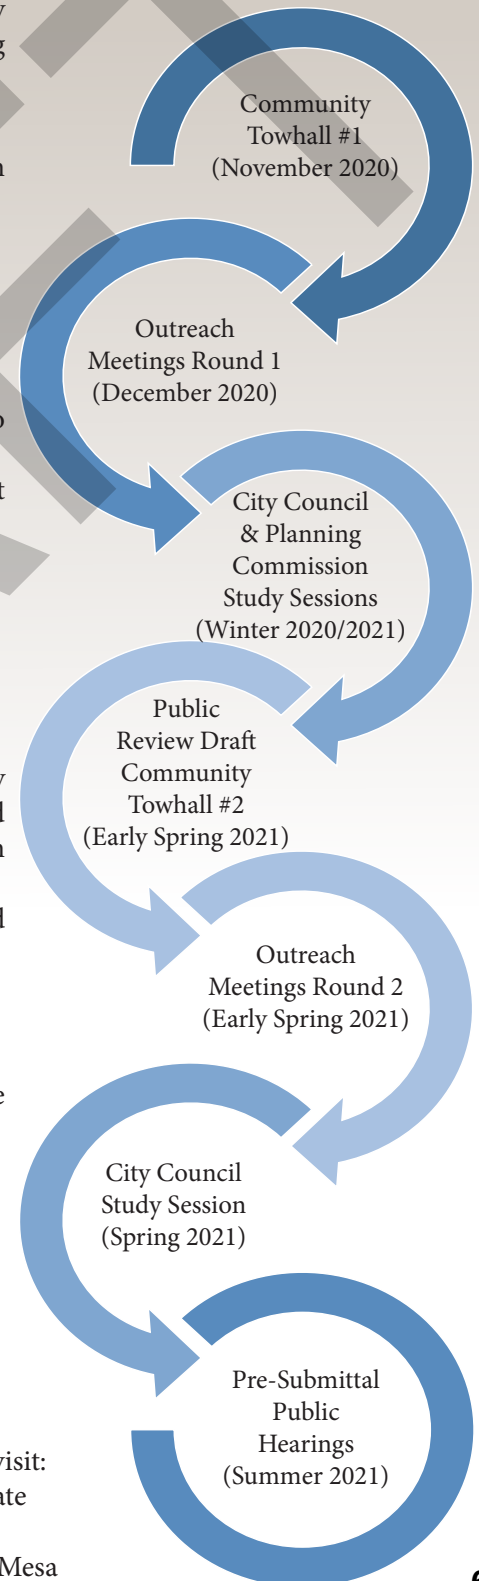 Community
Towhall #1
(November 2020)
Outreach
Meetings Round 1
(December 2020)
City Council
& Planning
Commission
Study Sessions
(Winter 2020/2021)
Public
Review Draft
Community
Towhall #2
(Early Spring 2021)
Outreach
Meetings Round 2
(Early Spring 2021)
City Council
Study Session
(Spring 2021)
Pre-Submittal
Public
Hearings
(Summer 2021)
visit:
Mesa